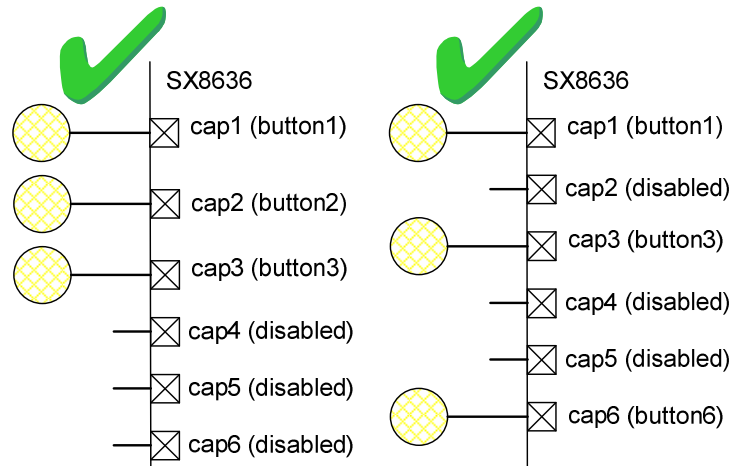 SX8636
cap1 (button1)
cap2 (button2)
cap3 (button3)
cap4 (disabled)
cap5 (disabled)
cap6 (disabled)
SX8636
cap1 (button1)
cap2 (disabled)
cap3 (button3)
cap4 (disabled)
cap5 (disabled)
cap6 (button6)